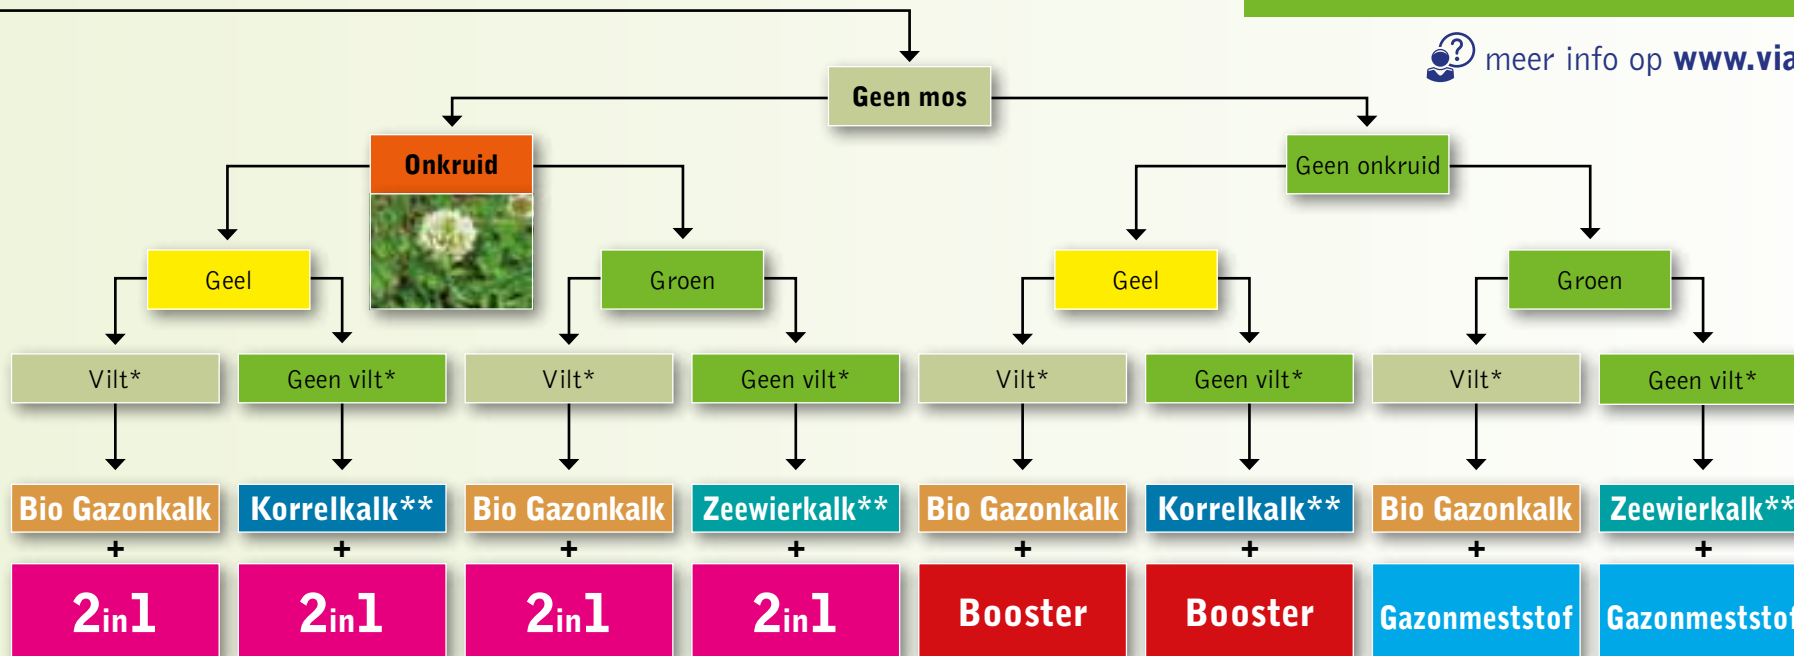 meer info op www.via
Geen mos
Onkruid
Geen onkruid
Geel
Groen
Geel
Groen
Vilt*
Geen vilt*
Vilt*
Geen vilt*
Vilt*
Geen vilt*
Vilt*
Geen vilt*
Bio Gazonkalk
Korrelkalk**
Bio Gazonkalk
Zeewierkalk**
Bio Gazonkalk
Korrelkalk**
Bio Gazonkalk
Zeewierkalk**
+
+
+
+
+
+
+
+
2in1
2in1
2in1
2in1
Booster
Booster
Gazonmeststof
Gazonmeststof